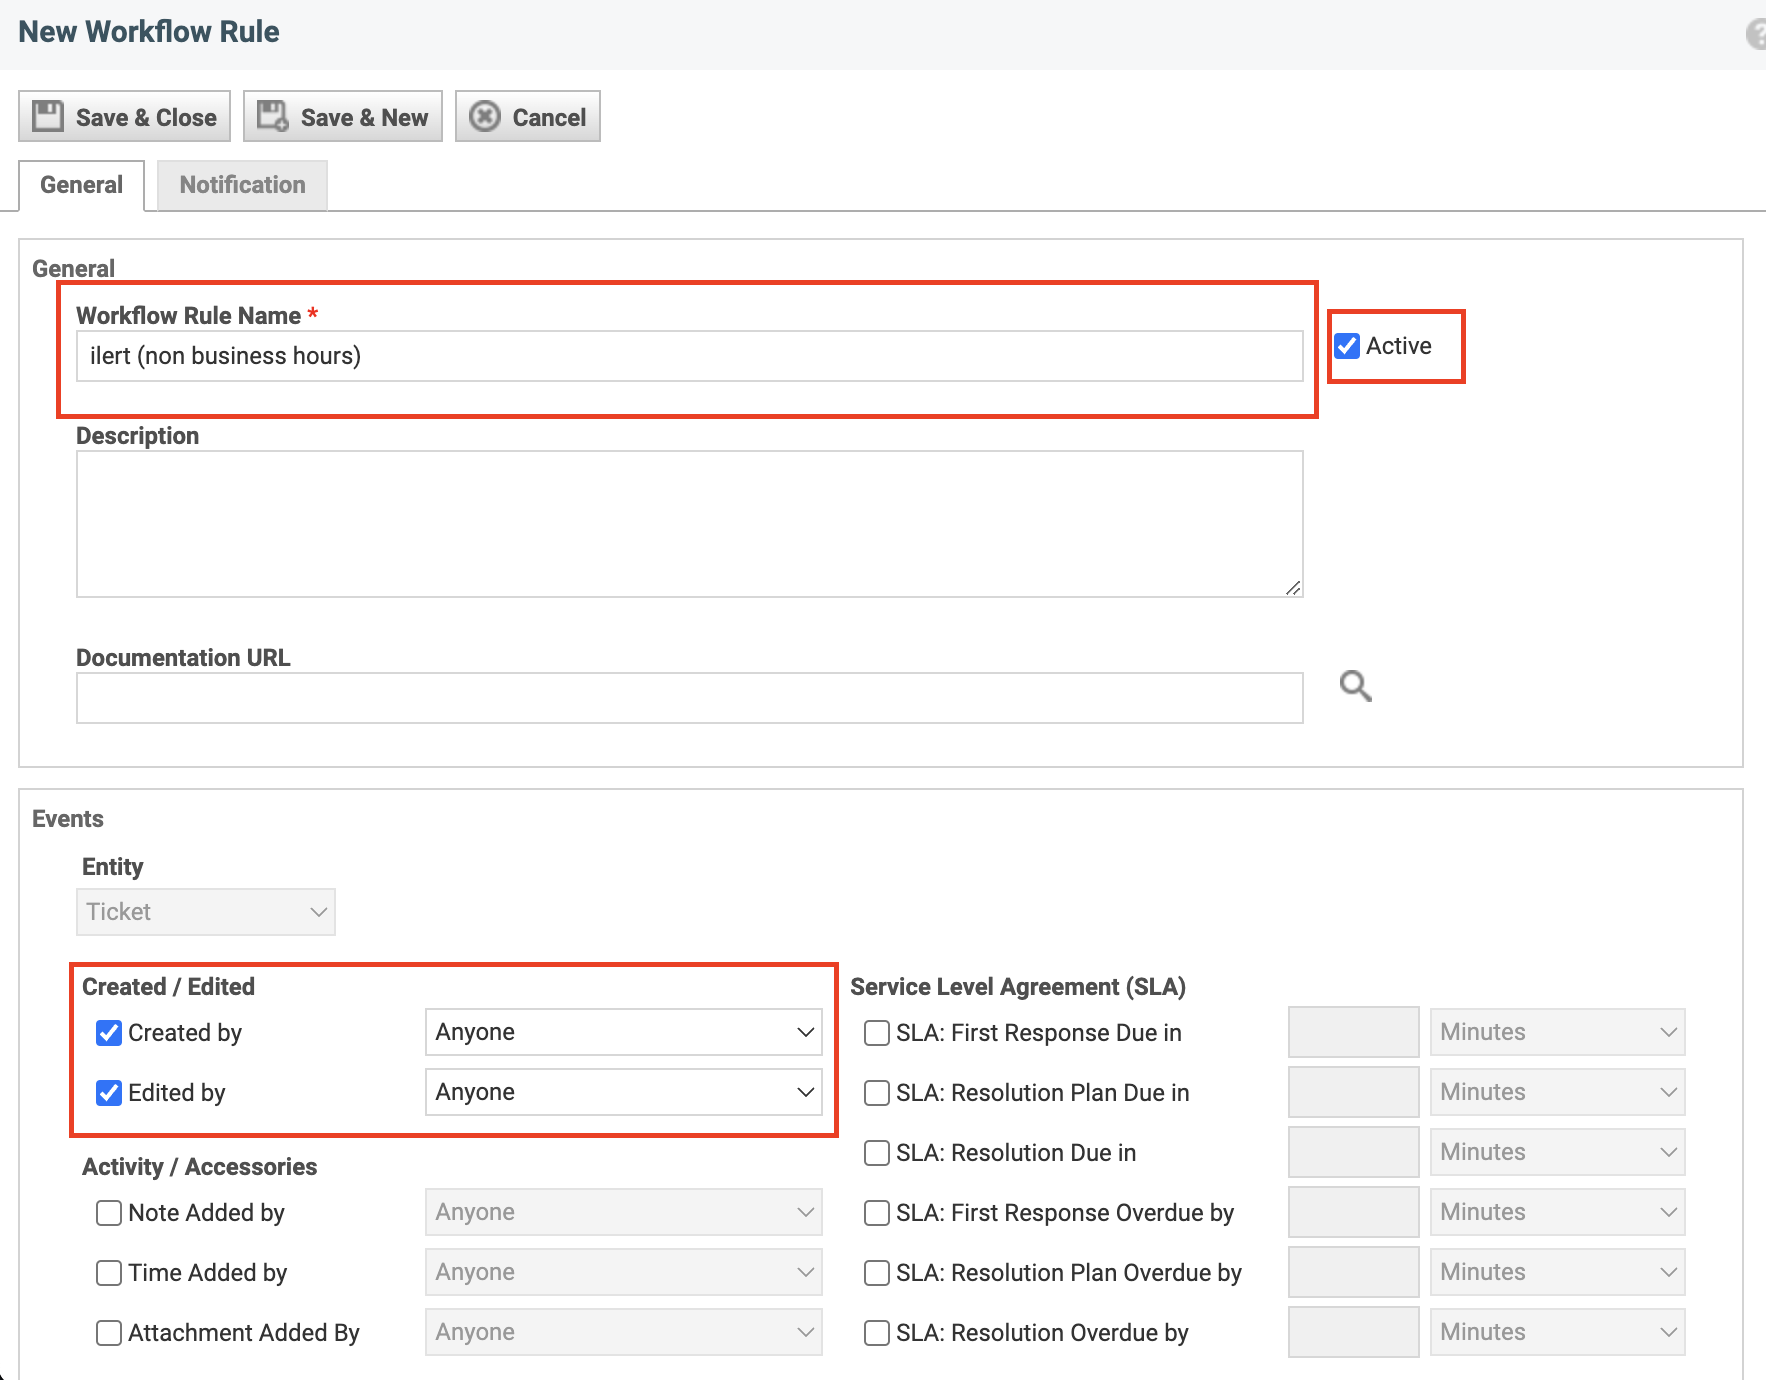 New Workflow Rule
?
Save & Close Save & New Cancel
General Notification
General
Workflow Rule Name *
ilert (non business hours)
Active
Description
Documentation URL
Events
Entity
Ticket
Created / Edited
Created by Anyone
Edited by Anyone
Activity / Accessories
Note Added by Anyone
Time Added by Anyone
Attachment Added By Anyone
Service Level Agreement (SLA)
SLA: First Response Due in Minutes
SLA: Resolution Plan Due in Minutes
SLA: Resolution Due in Minutes
SLA: First Response Overdue by Minutes
SLA: Resolution Plan Overdue by Minutes
SLA: Resolution Overdue by Minutes